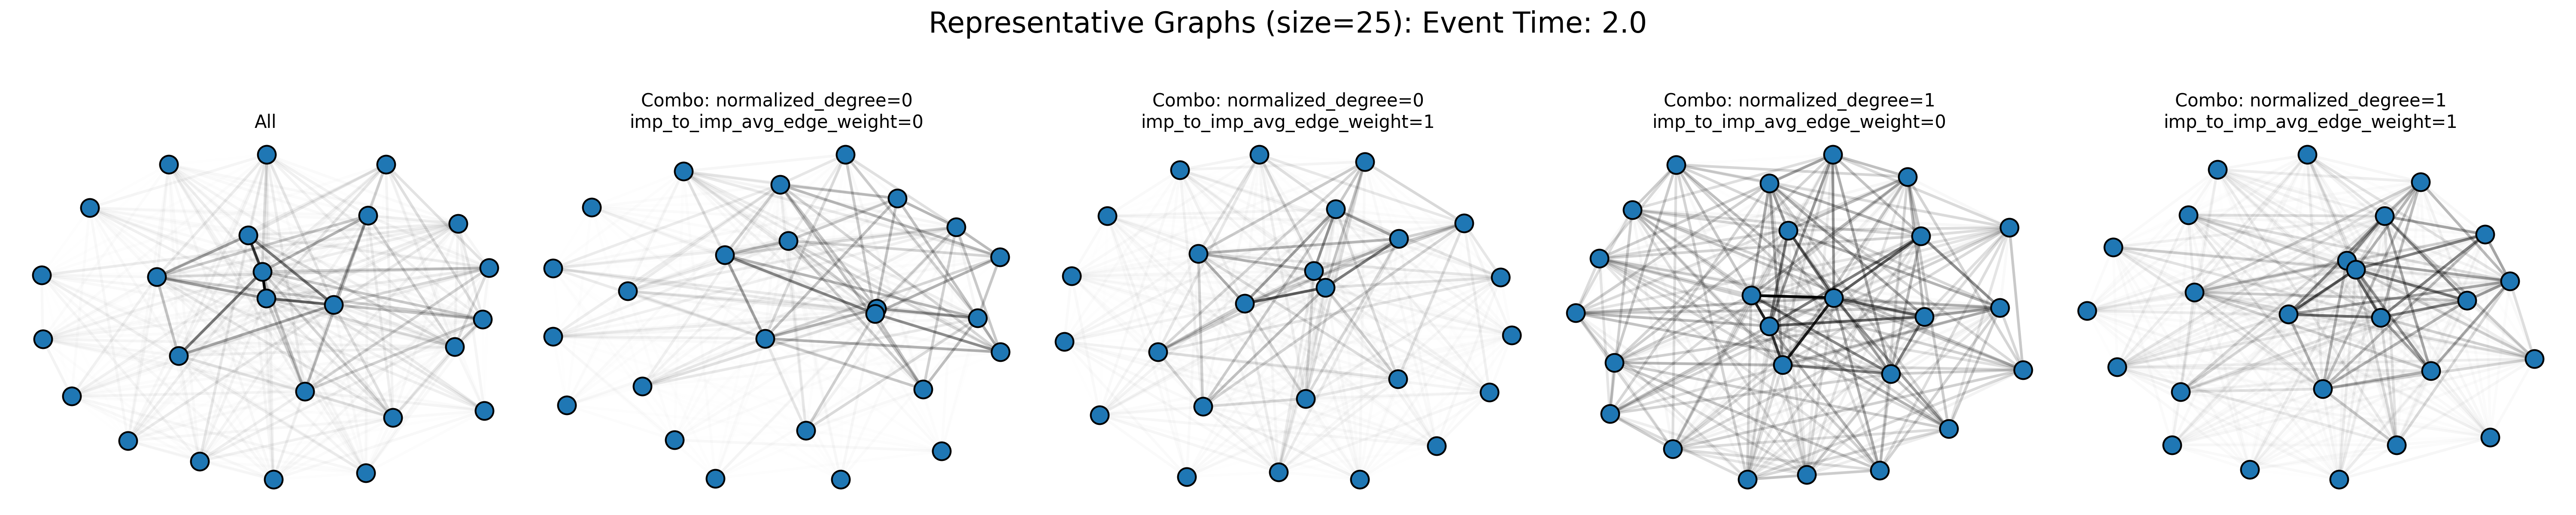 Representative Graphs (size=25): Event Time: 2.0
All
Combo: normalized_degree=0
imp_to_imp_avg_edge_weight=0
Combo: normalized_degree=0
imp_to_imp_avg_edge_weight=1
Combo: normalized_degree=1
imp_to_imp_avg_edge_weight=0
Combo: normalized_degree=1
imp_to_imp_avg_edge_weight=1